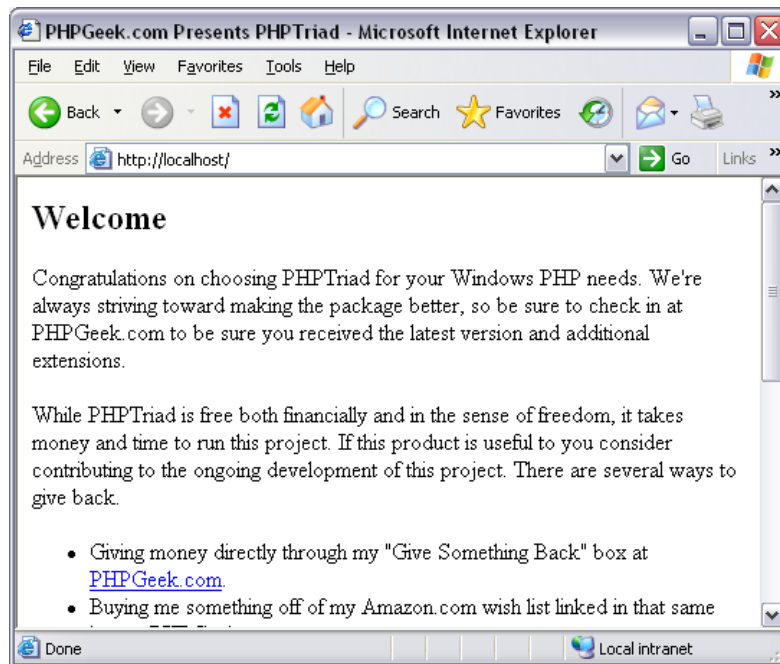 PHPGeek.com Presents PHPTriad - Microsoft Internet Explorer
File Edit View Favorites Tools Help
Back Search Favorites »
Address http://localhost/ Go Links »
Welcome
Congratulations on choosing PHPTriad for your Windows PHP needs. We're
always striving toward making the package better, so be sure to check in at
PHPGeek.com to be sure you received the latest version and additional
extensions.
While PHPTriad is free both financially and in the sense of freedom, it takes
money and time to run this project. If this product is useful to you consider
contributing to the ongoing development of this project. There are several ways to
give back.
• Giving money directly through my "Give Something Back" box at
PHPGeek.com.
• Buying me something off of my Amazon.com wish list linked in that same
Done Local intranet